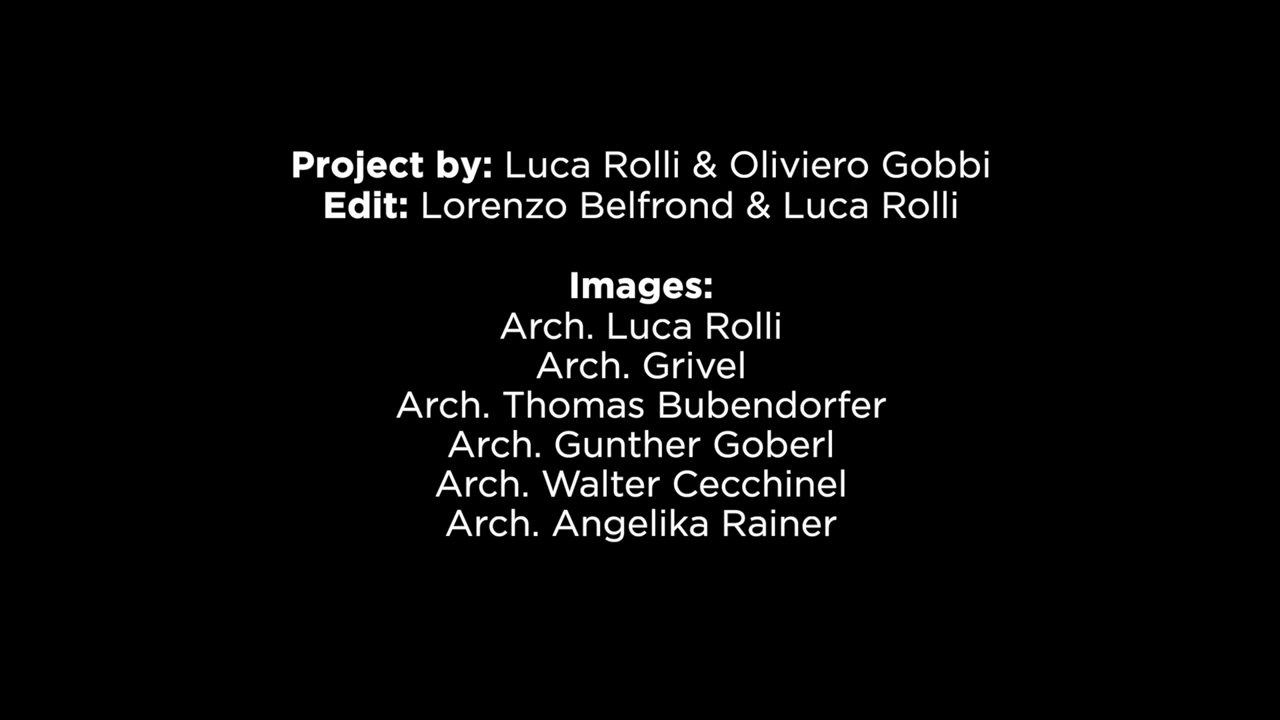 Project by: Luca Rolli & Oliviero Gobbi
Edit: Lorenzo Belfrond & Luca Rolli
Images:
Arch. Luca Rolli
Arch. Grivel
Arch. Thomas Bubendorfer
Arch. Gunther Goberl
Arch. Walter Cecchinel
Arch. Angelika Rainer